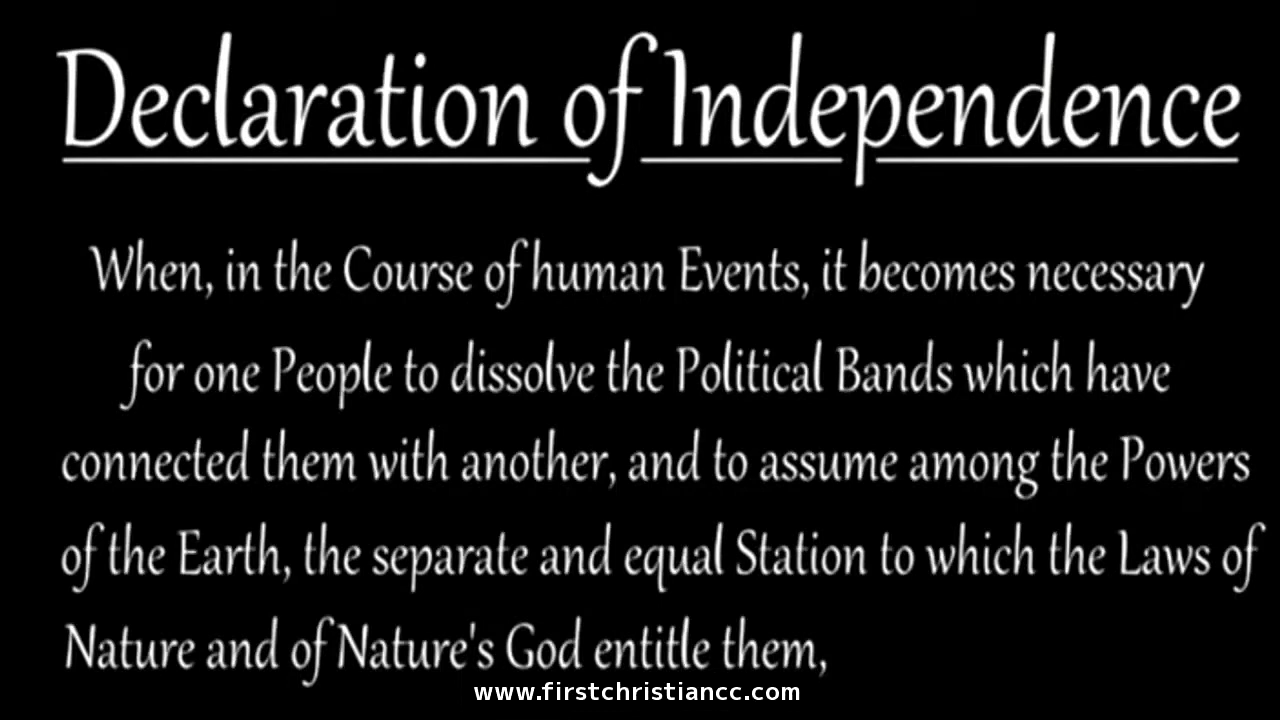 Declaration of Independence
When, in the Course of human Events, it becomes necessary
for one People to dissolve the Political Bands which have
connected them with another, and to assume among the Powers
of the Earth, the separate and equal Station to which the Laws of
Nature and of Nature's God entitle them,
www.firstchristiancc.com